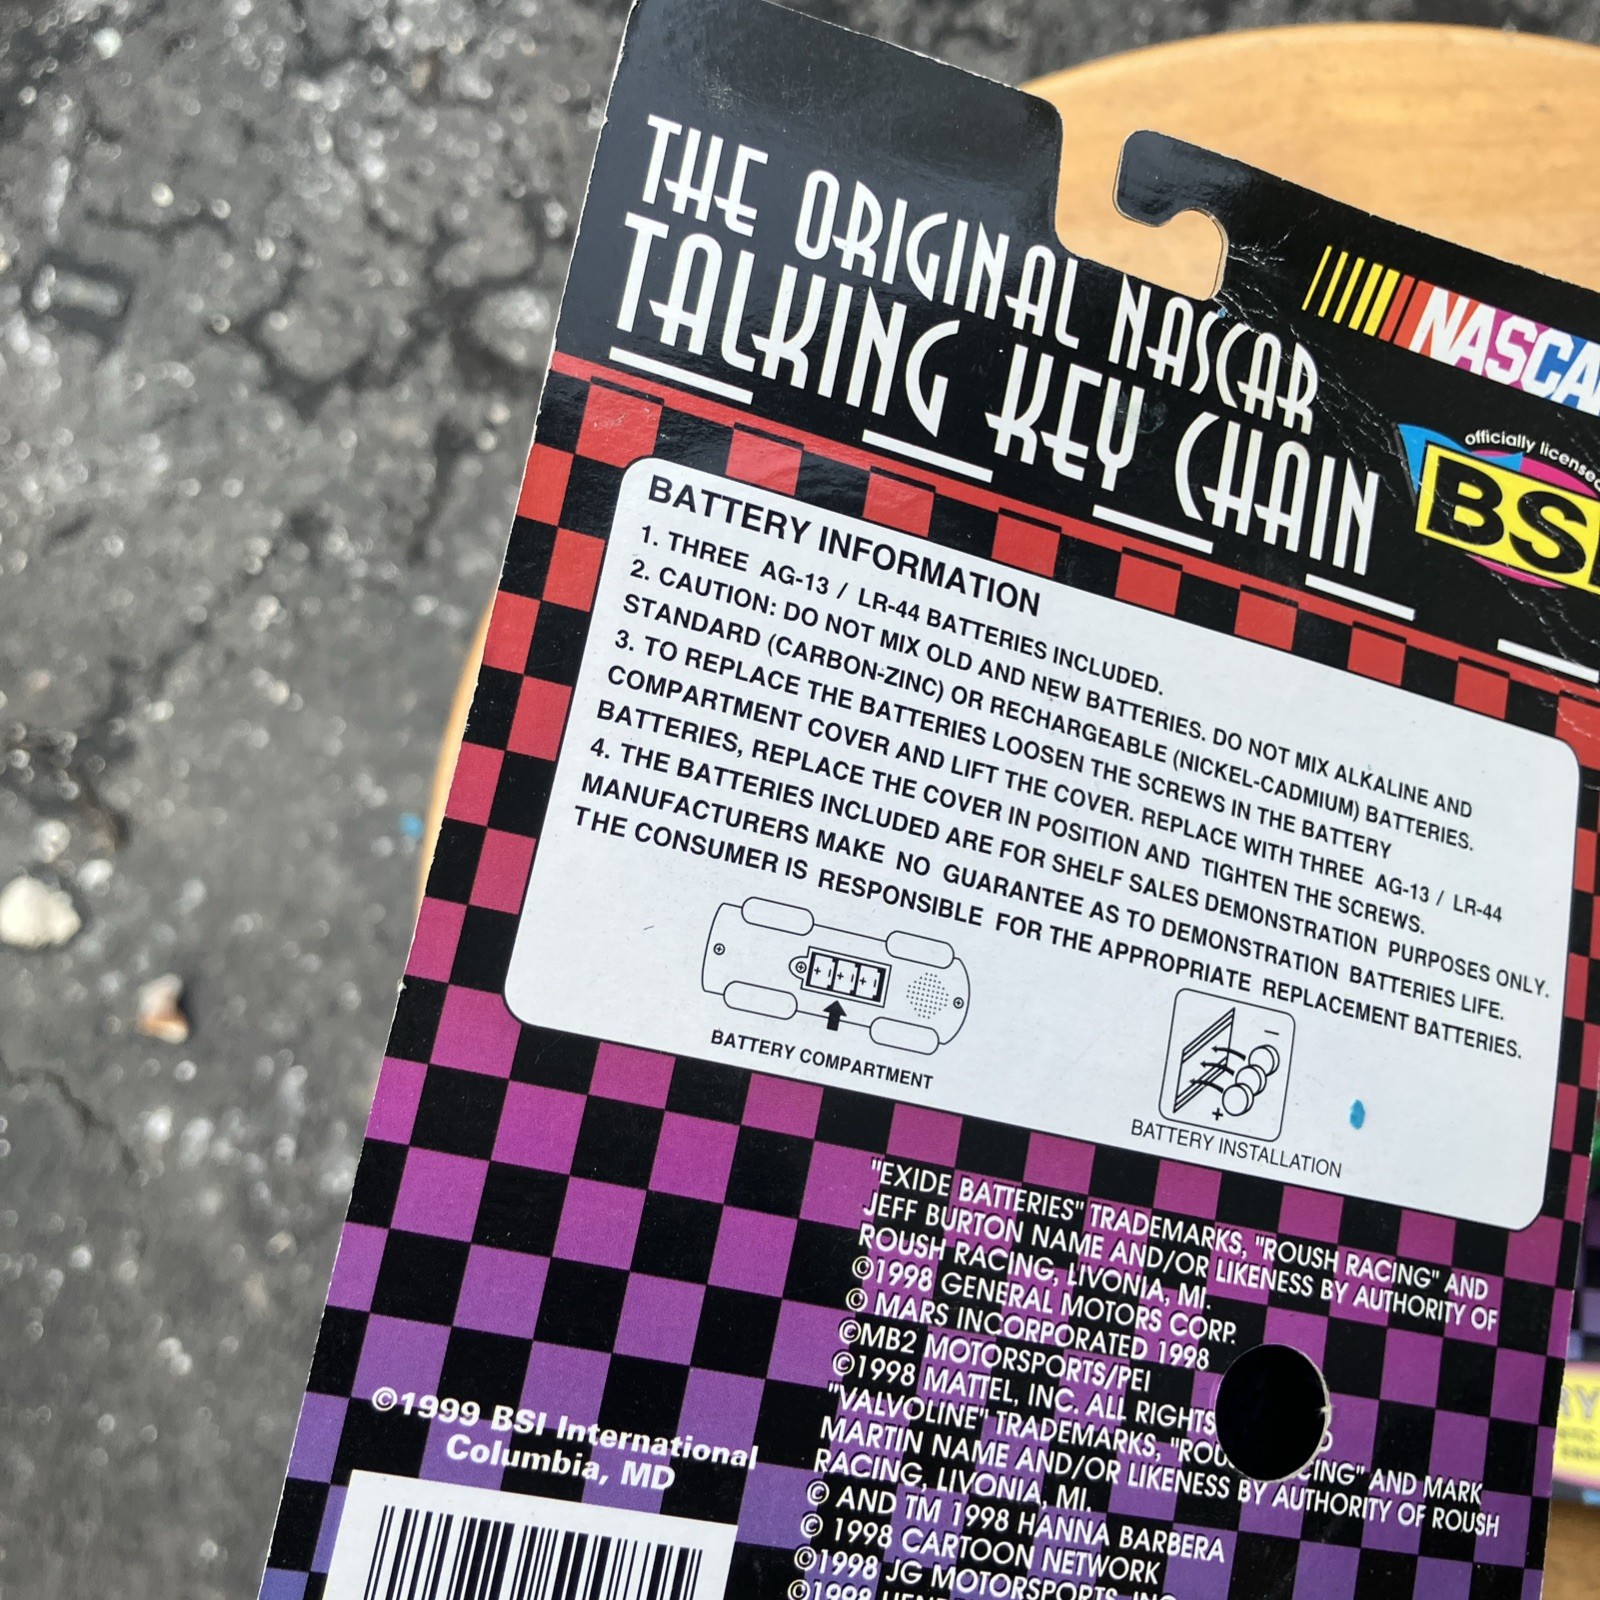 THE ORIGINAL NASCAR
TALKING KEY CHAIN
NASCA
officially license
BS
BATTERY INFORMATION
1. THREE AG-13 / LR-44 BATTERIES INCLUDED.
2. CAUTION: DO NOT MIX OLD AND NEW BATTERIES. DO NOT MIX ALKALINE AND
STANDARD (CARBON-ZINC) OR RECHARGEABLE (NICKEL-CADMIUM) BATTERIES.
3. TO REPLACE THE BATTERIES LOOSEN THE SCREWS IN THE BATTERY
COMPARTMENT COVER AND LIFT THE COVER. REPLACE WITH THREE AG-13 / LR-44
BATTERIES, REPLACE THE COVER IN POSITION AND TIGHTEN THE SCREWS.
4. THE BATTERIES INCLUDED ARE FOR SHELF SALES DEMONSTRATION PURPOSES ONLY.
MANUFACTURERS MAKE NO GUARANTEE AS TO DEMONSTRATION BATTERIES LIFE.
THE CONSUMER IS RESPONSIBLE FOR THE APPROPRIATE REPLACEMENT BATTERIES.
BATTERY COMPARTMENT
BATTERY INSTALLATION
"EXIDE BATTERIES" TRADEMARKS, "ROUSH RACING" AND
JEFF BURTON NAME AND/OR LIKENESS BY AUTHORITY OF
ROUSH RACING, LIVONIA, MI.
©1998 GENERAL MOTORS CORP.
© MARS INCORPORATED 1998
©MB2 MOTORSPORTS/PEI
©1998 MATTEL, INC. ALL RIGHTS
"VALVOLINE" TRADEMARKS, "ROU CING" AND MARK
MARTIN NAME AND/OR LIKENESS BY AUTHORITY OF ROUSH
RACING, LIVONIA, MI.
© AND TM 1998 HANNA BARBERA
© 1998 CARTOON NETWORK
©1998 JG MOTORSPORTS, INC.
©1999 BSI International
Columbia, MD